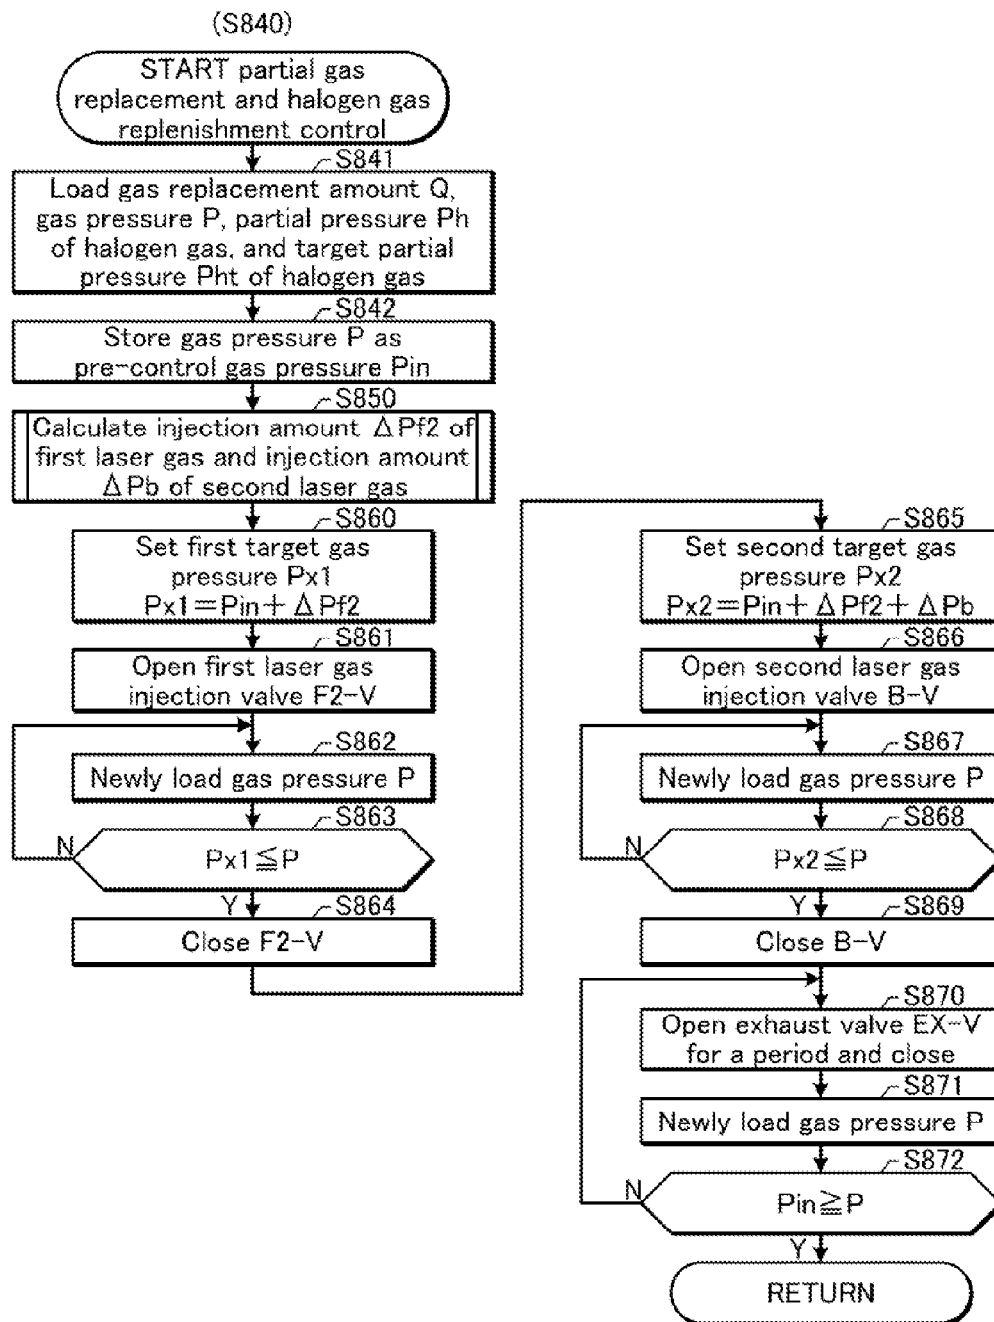 (S840)
START partial gas
replacement and halogen gas
replenishment control
S841
Load gas replacement amount Q,
gas pressure P, partial pressure Ph
of halogen gas, and target partial
pressure Pht of halogen gas
S842
Store gas pressure P as
pre-control gas pressure Pin
S850
Calculate injection amount ΔPf2 of
first laser gas and injection amount
ΔPb of second laser gas
S860
Set first target gas
pressure Px1
Px1=Pin+ΔPf2
S861
Open first laser gas
injection valve F2-V
S862
Newly load gas pressure P
S863
N
Px1≦P
Y
S864
Close F2-V
S865
Set second target gas
pressure Px2
Px2=Pin+ΔPf2+ΔPb
S866
Open second laser gas
injection valve B-V
S867
Newly load gas pressure P
S868
N
Px2≦P
Y
S869
Close B-V
S870
Open exhaust valve EX-V
for a period and close
S871
Newly load gas pressure P
S872
N
Pin≧P
Y
RETURN